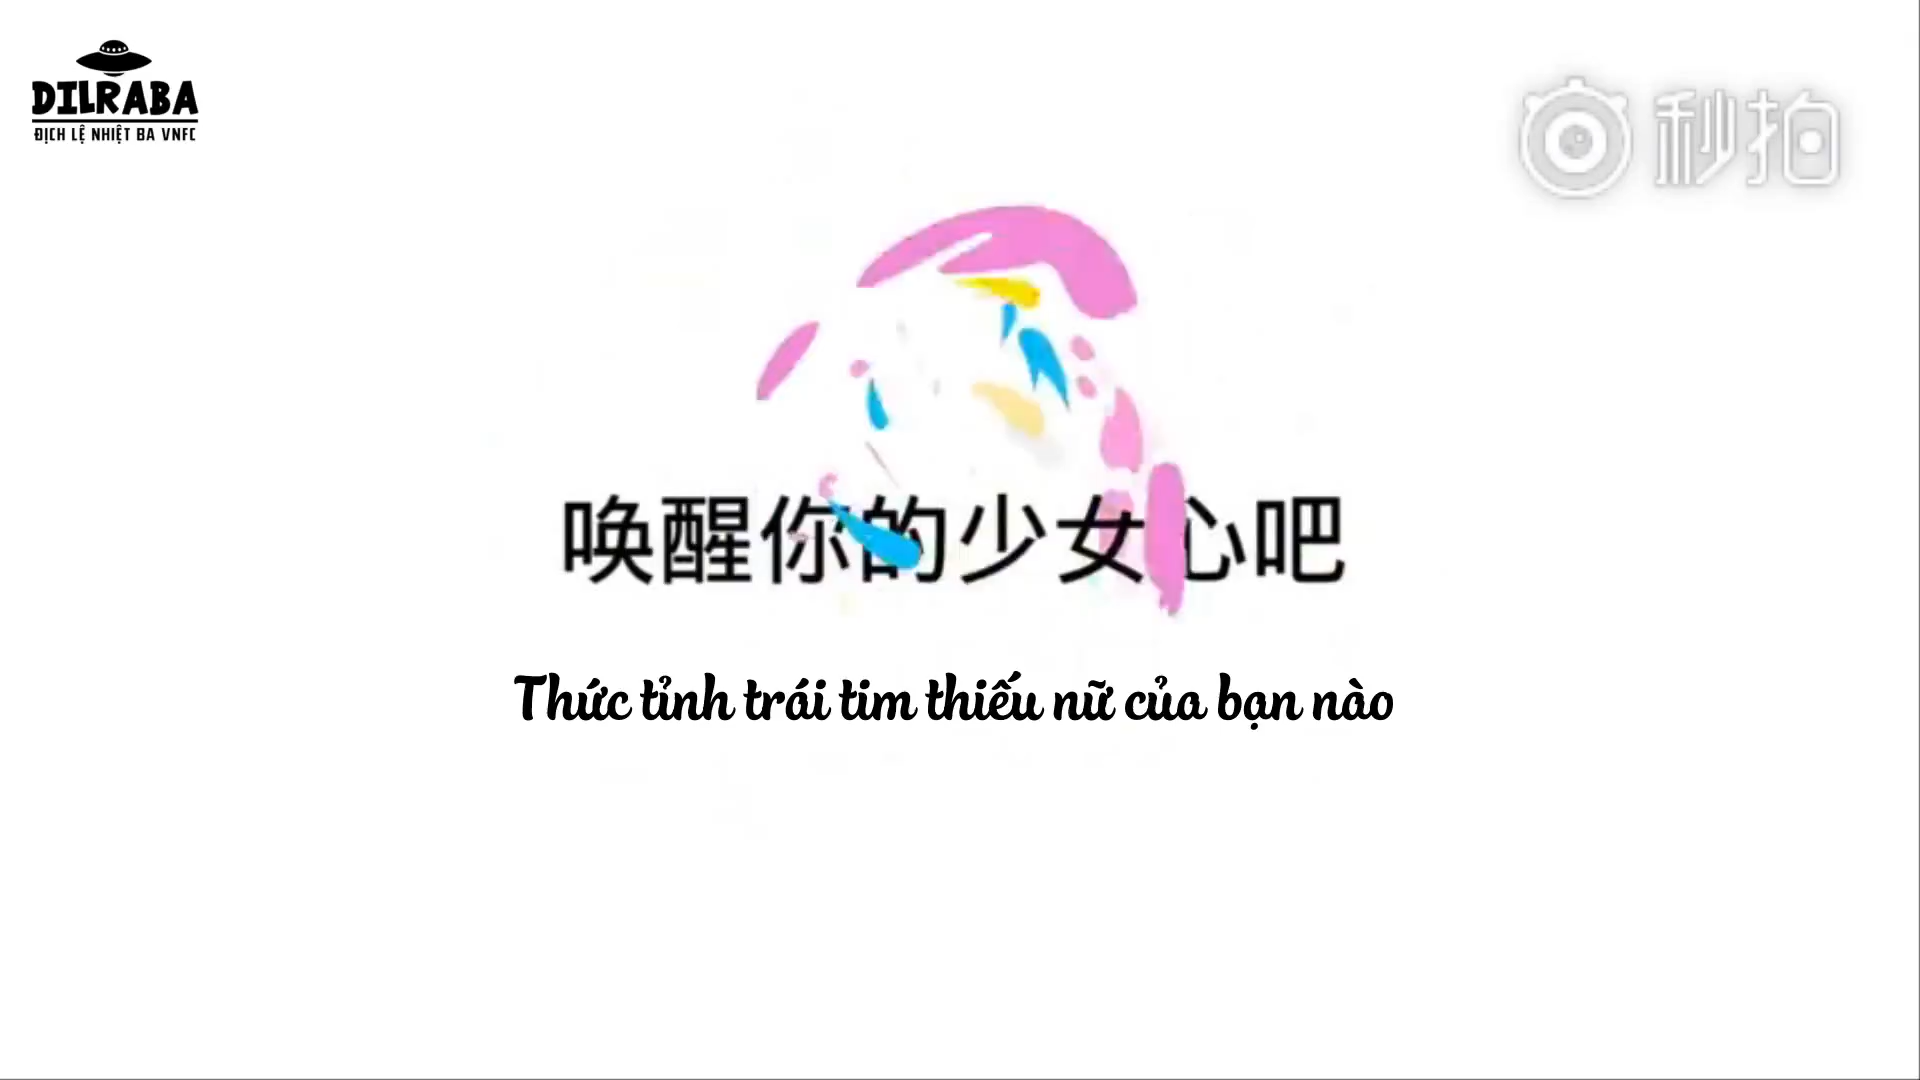 DILRABA
ĐỊCH LỆ NHIỆT BA VNFC
秒拍
唤醒你的少女心吧
Thức tỉnh trái tim thiếu nữ của bạn nào